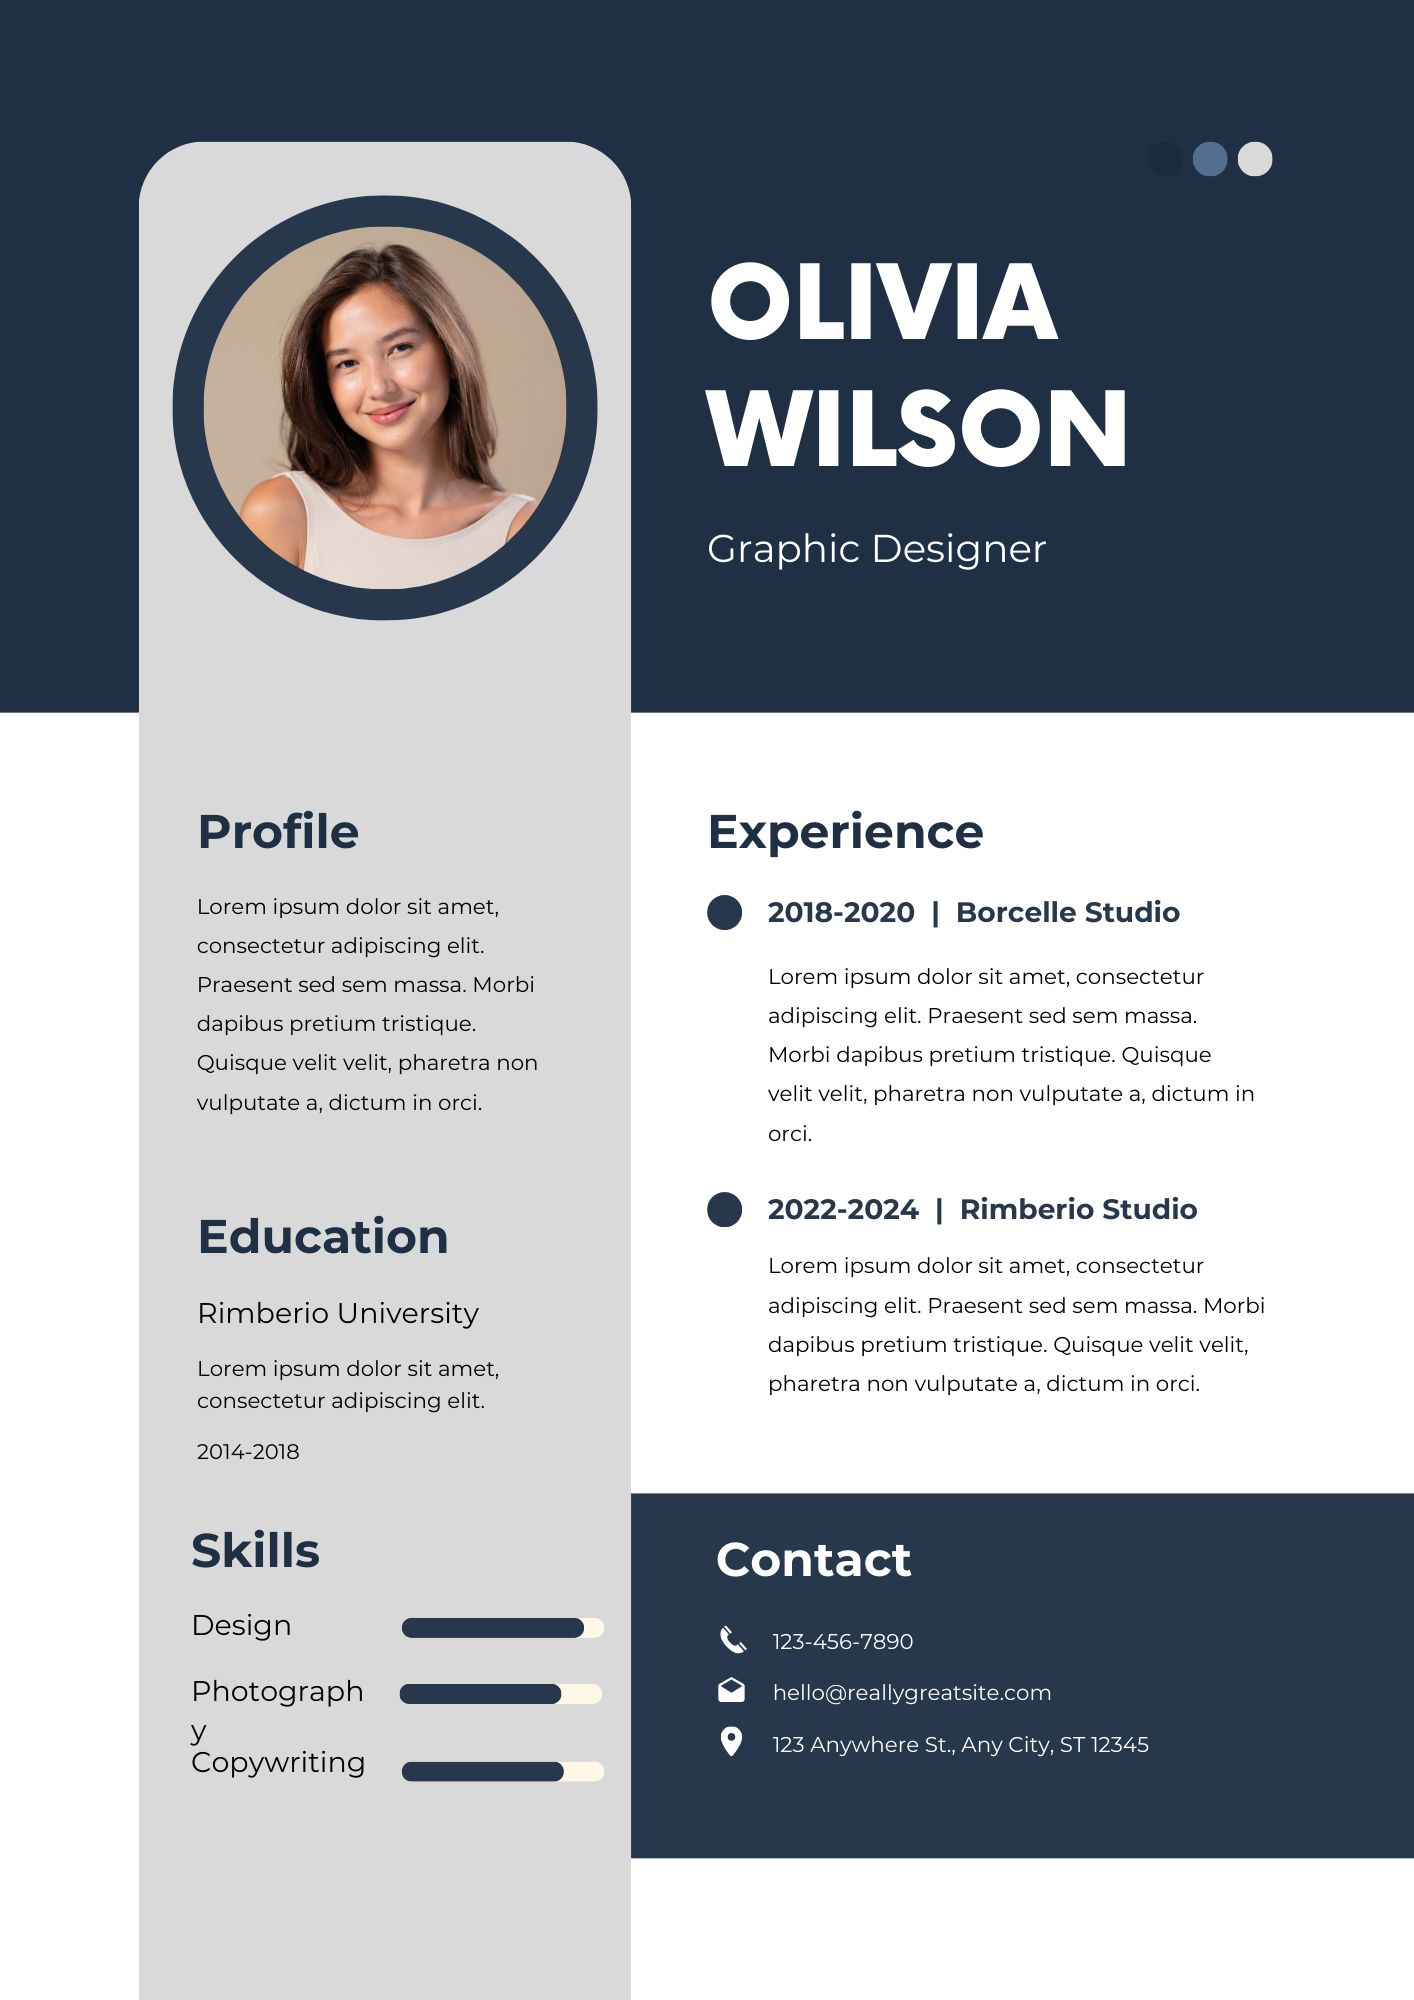 OLIVIA
WILSON
Graphic Designer
Profile
Lorem ipsum dolor sit amet,
consectetur adipiscing elit.
Praesent sed sem massa. Morbi
dapibus pretium tristique.
Quisque velit velit, pharetra non
vulputate a, dictum in orci.
Education
Rimberio University
Lorem ipsum dolor sit amet,
consectetur adipiscing elit.
2014-2018
Skills
Design
Photograph
y
Copywriting
Experience
2018-2020 | Borcelle Studio
Lorem ipsum dolor sit amet, consectetur
adipiscing elit. Praesent sed sem massa.
Morbi dapibus pretium tristique. Quisque
velit velit, pharetra non vulputate a, dictum in
orci.
2022-2024 | Rimberio Studio
Lorem ipsum dolor sit amet, consectetur
adipiscing elit. Praesent sed sem massa. Morbi
dapibus pretium tristique. Quisque velit velit,
pharetra non vulputate a, dictum in orci.
Contact
123-456-7890
hello@reallygreatsite.com
123 Anywhere St., Any City, ST 12345